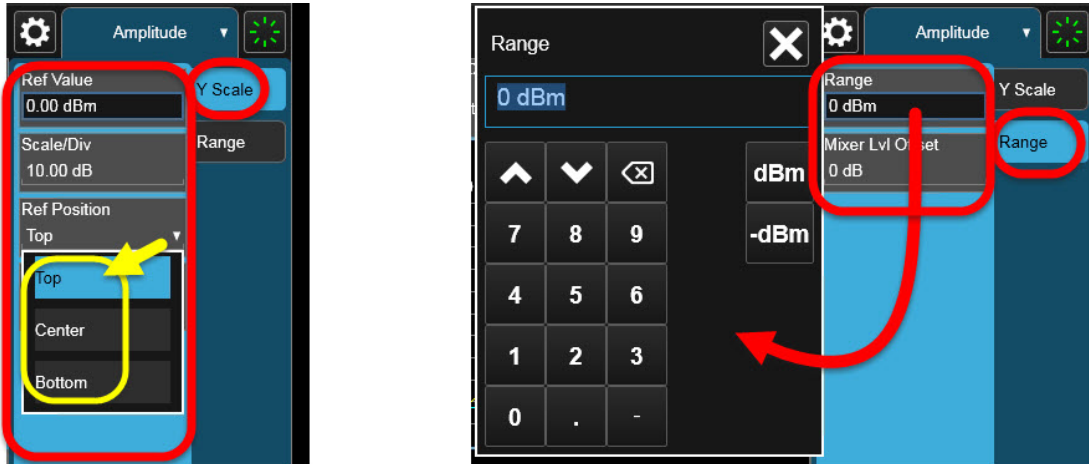 Amplitude
Ref Value
0.00 dBm
Y Scale
Scale/Div
10.00 dB
Range
Ref Position
Top
Top
Center
Bottom
Range
0 dBm
dBm
7 8 9 -dBm
4 5 6
1 2 3
0 . -
Amplitude
Range
0 dBm
Y Scale
Mixer Lvl Offset
0 dB
Range